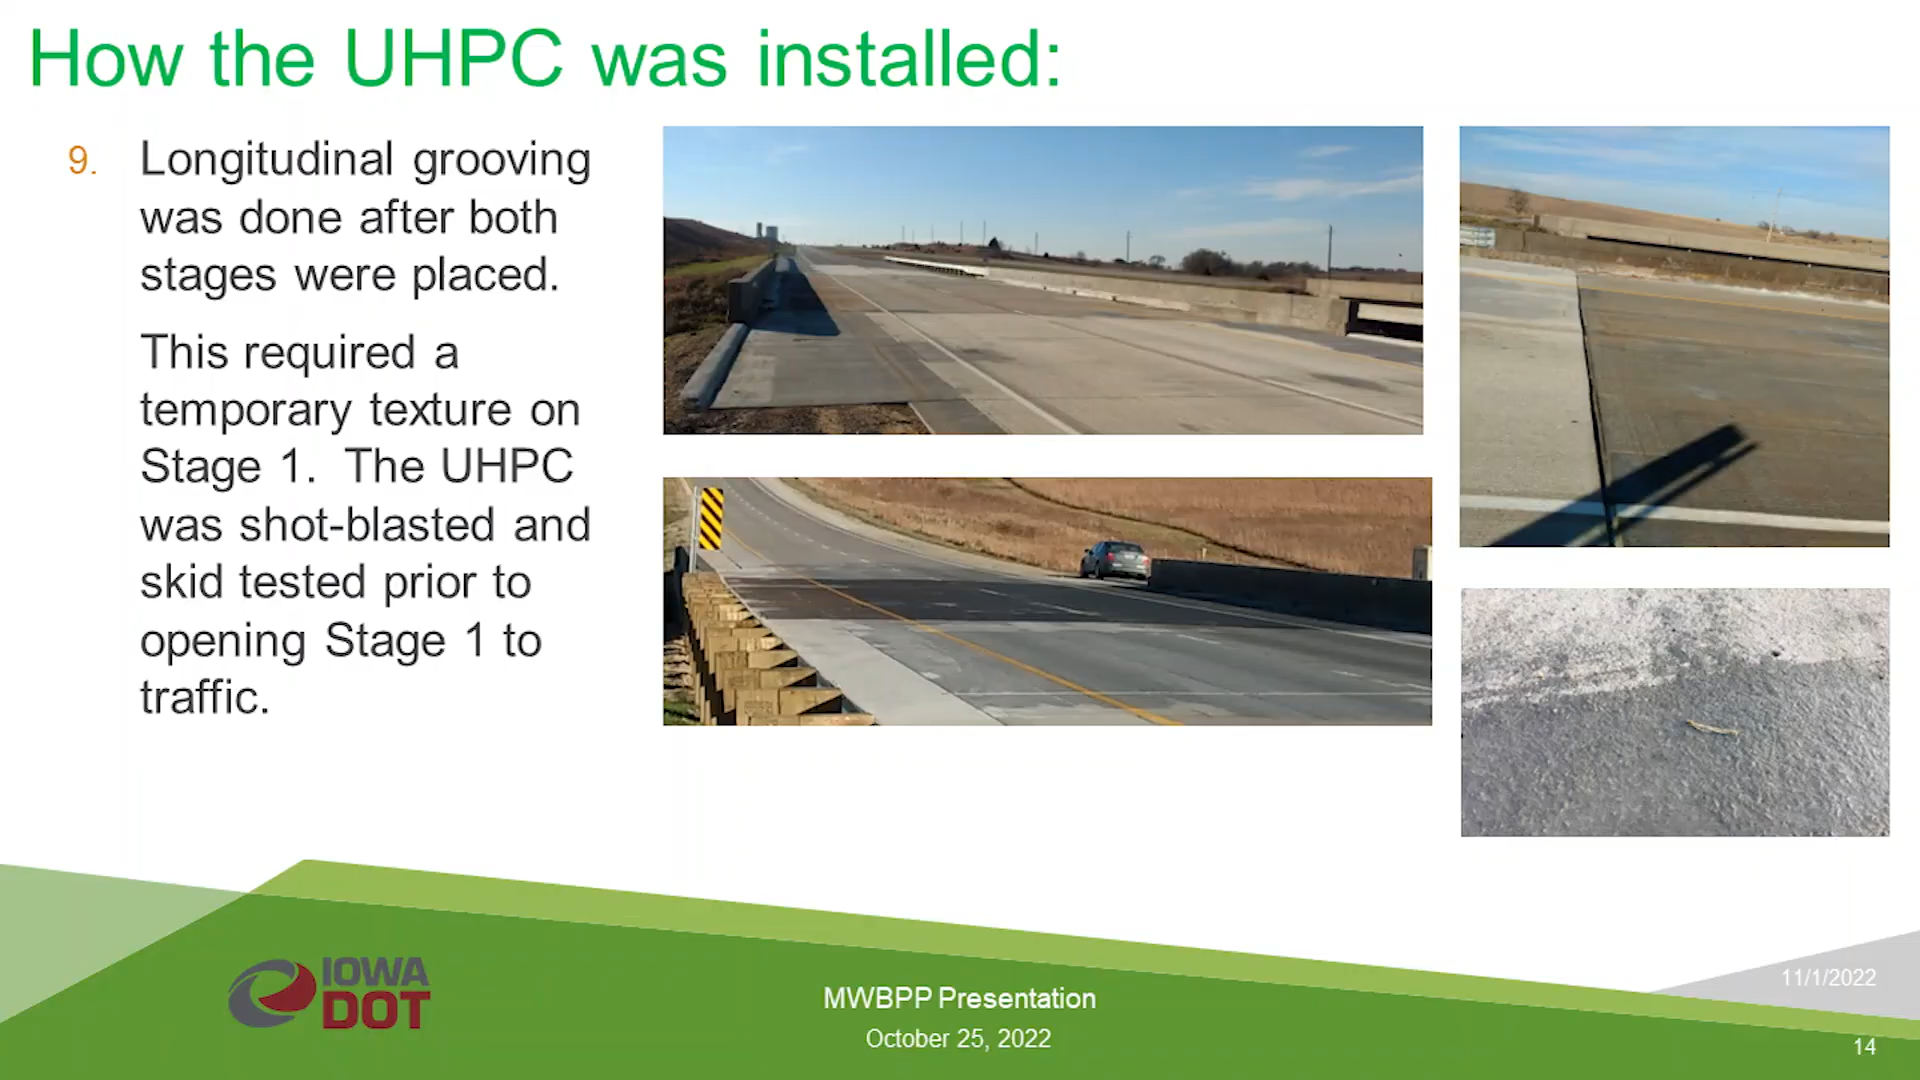 How the UHPC was installed:
9. Longitudinal grooving
was done after both
stages were placed.
This required a
temporary texture on
Stage 1. The UHPC
was shot-blasted and
skid tested prior to
opening Stage 1 to
traffic.
IOWA
DOT
MWBPP Presentation
October 25, 2022
11/1/2022
14